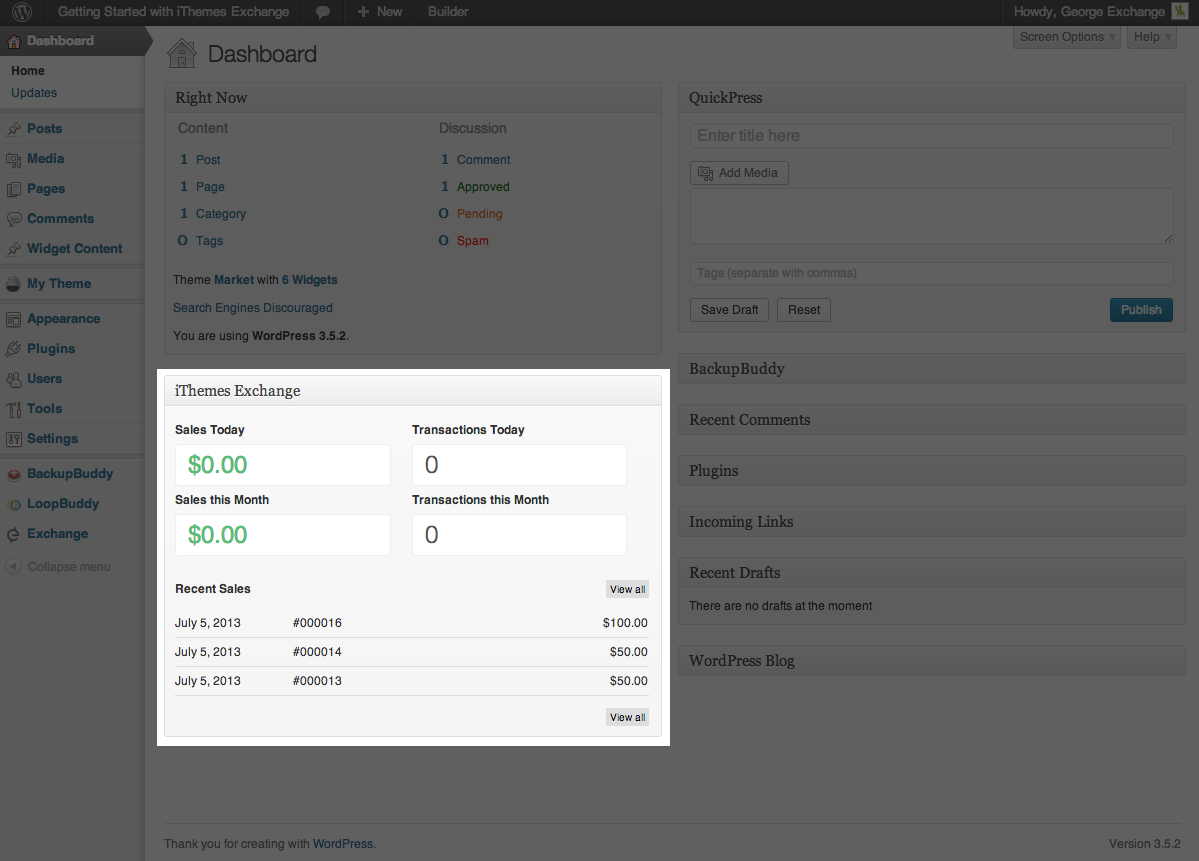 Getting Started with iThemes Exchange
New
Builder
Howdy, George Exchange
Dashboard
Home
Updates
Posts
Media
Pages
Comments
Widget Content
My Theme
Appearance
Plugins
Users
Tools
Settings
BackupBuddy
LoopBuddy
Exchange
Collapse menu
Screen Options
Help
Dashboard
Right Now
Content
Discussion
1 Post
1 Comment
1 Page
1 Approved
1 Category
0 Pending
0 Tags
0 Spam
Theme Market with 6 Widgets
Search Engines Discouraged
You are using WordPress 3.5.2.
iThemes Exchange
Sales Today
Transactions Today
$0.00
0
Sales this Month
Transactions this Month
$0.00
0
Recent Sales
View all
July 5, 2013 #000016 $100.00
July 5, 2013 #000014 $50.00
July 5, 2013 #000013 $50.00
View all
QuickPress
Enter title here
Add Media
Tags (separate with commas)
Save Draft
Reset
Publish
BackupBuddy
Recent Comments
Plugins
Incoming Links
Recent Drafts
There are no drafts at the moment
WordPress Blog
Thank you for creating with WordPress.
Version 3.5.2